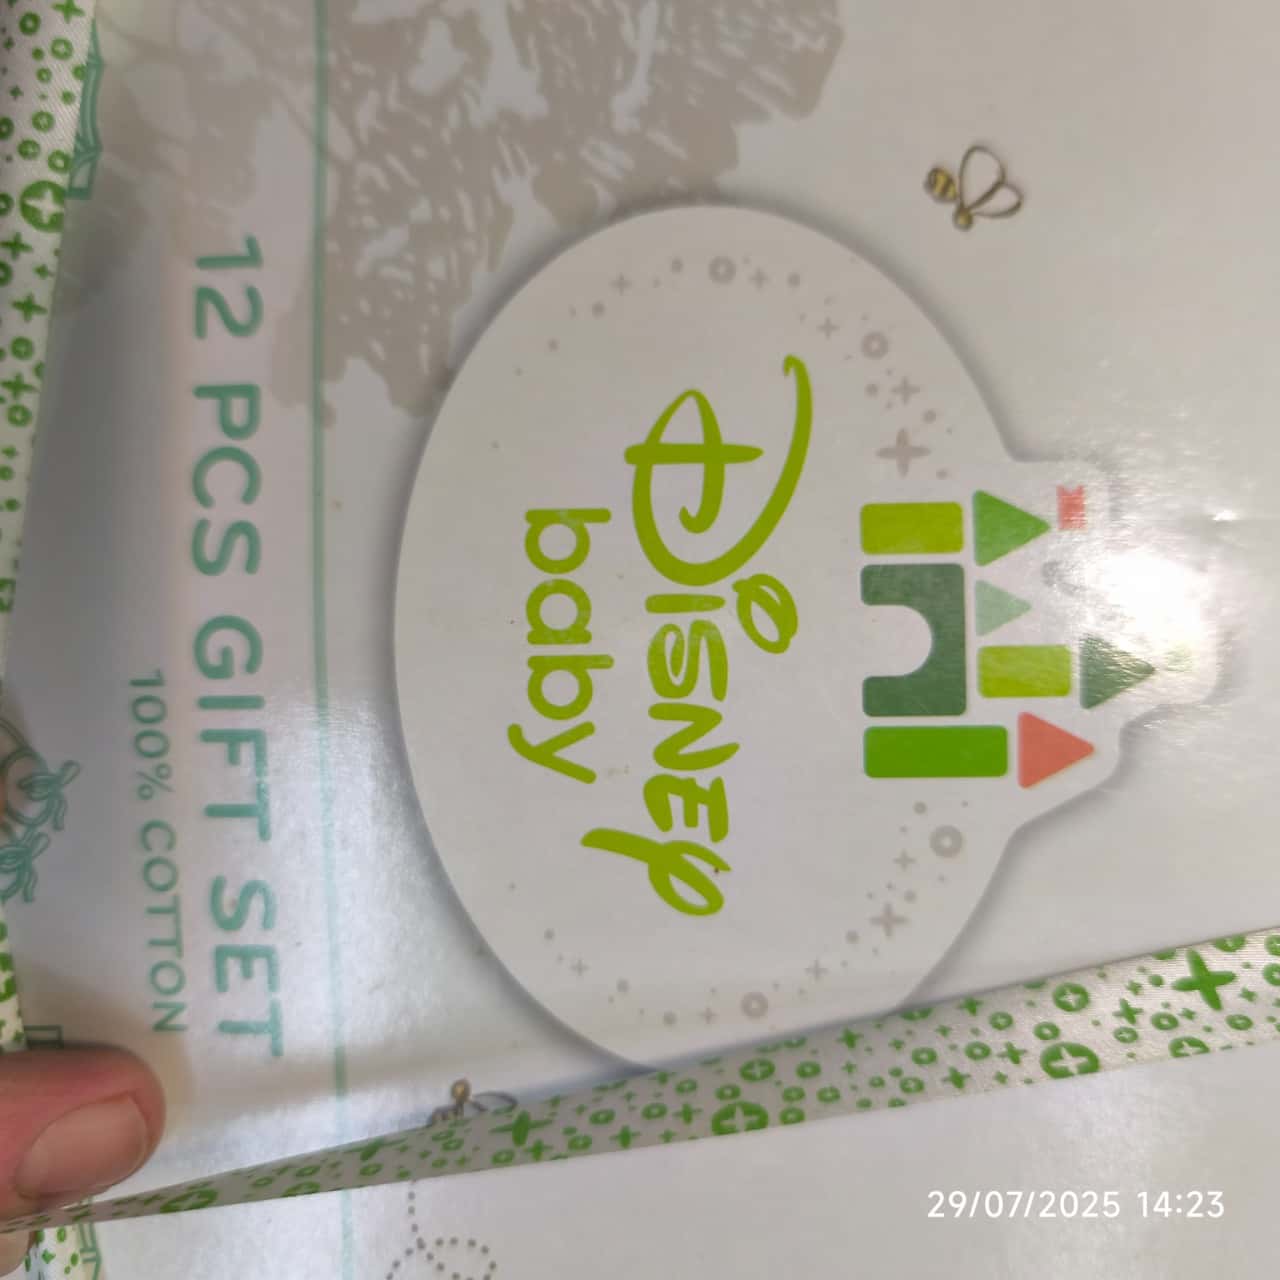 Disney
baby
12 PCS GIFT SET
100% COTTON
29/07/2025 14:23